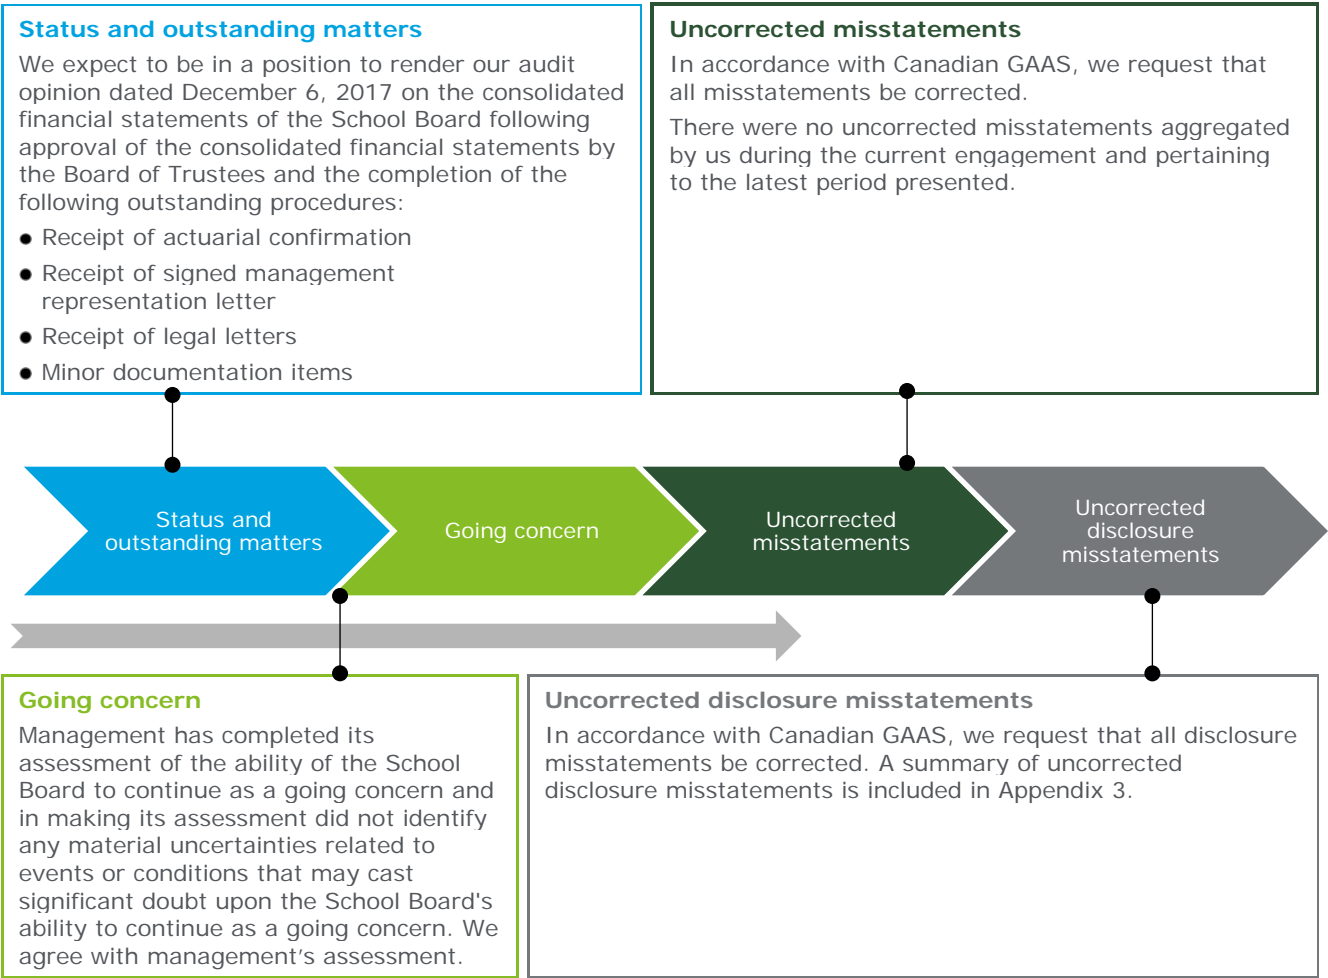 Status and outstanding matters
We expect to be in a position to render our audit
opinion dated December 6, 2017 on the consolidated
financial statements of the School Board following
approval of the consolidated financial statements by
the Board of Trustees and the completion of the
following outstanding procedures:
● Receipt of actuarial confirmation
● Receipt of signed management
representation letter
● Receipt of legal letters
● Minor documentation items
Uncorrected misstatements
In accordance with Canadian GAAS, we request that
all misstatements be corrected.
There were no uncorrected misstatements aggregated
by us during the current engagement and pertaining
to the latest period presented.
Status and
outstanding matters
Going concern
Uncorrected
misstatements
Uncorrected
disclosure
misstatements
Going concern
Management has completed its
assessment of the ability of the School
Board to continue as a going concern and
in making its assessment did not identify
any material uncertainties related to
events or conditions that may cast
significant doubt upon the School Board's
ability to continue as a going concern. We
agree with management’s assessment.
Uncorrected disclosure misstatements
In accordance with Canadian GAAS, we request that all disclosure
misstatements be corrected. A summary of uncorrected
disclosure misstatements is included in Appendix 3.